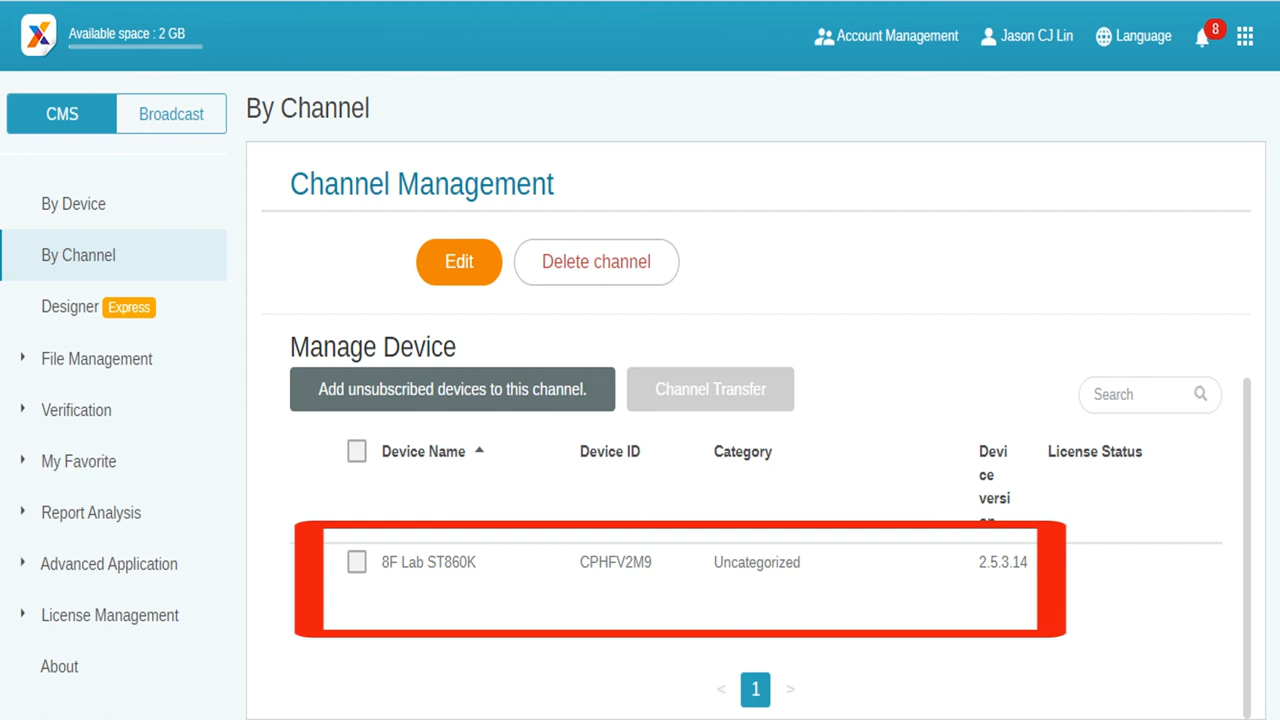 Available space : 2 GB
Account Management
Jason CJ Lin
Language
8
CMS
Broadcast
By Channel
By Device
By Channel
Designer Express
File Management
Verification
My Favorite
Report Analysis
Advanced Application
License Management
About
Channel Management
Edit
Delete channel
Manage Device
Add unsubscribed devices to this channel.
Channel Transfer
Search
Device Name
Device ID
Category
Devi
ce
versi
License Status
8F Lab ST860K
CPHFV2M9
Uncategorized
2.5.3.14
< 1 >